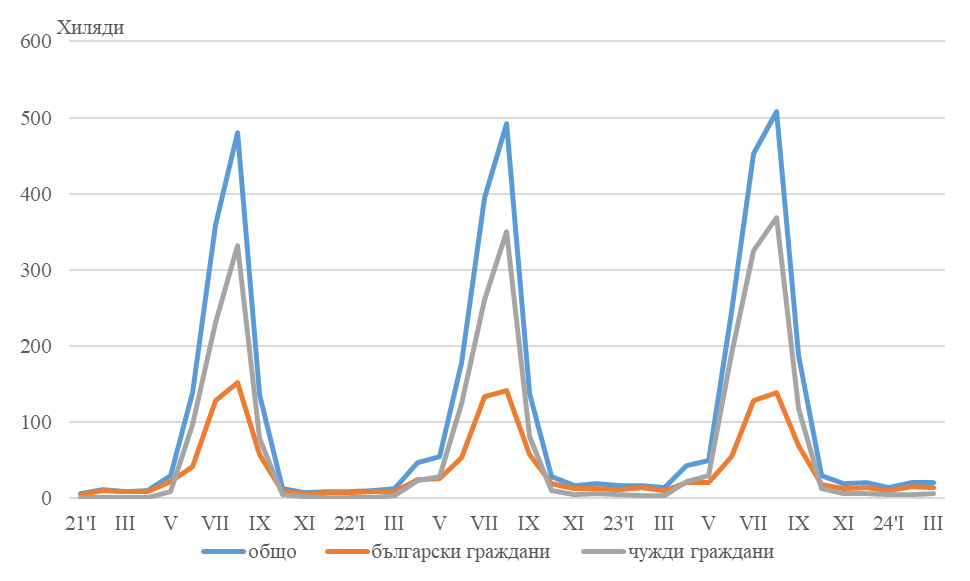 Хиляди
600
500
400
300
200
100
0
21'I III V VII IX XI 22'I III V VII IX XI 23'I III V VII IX XI 24'I III
общо български граждани чужди граждани